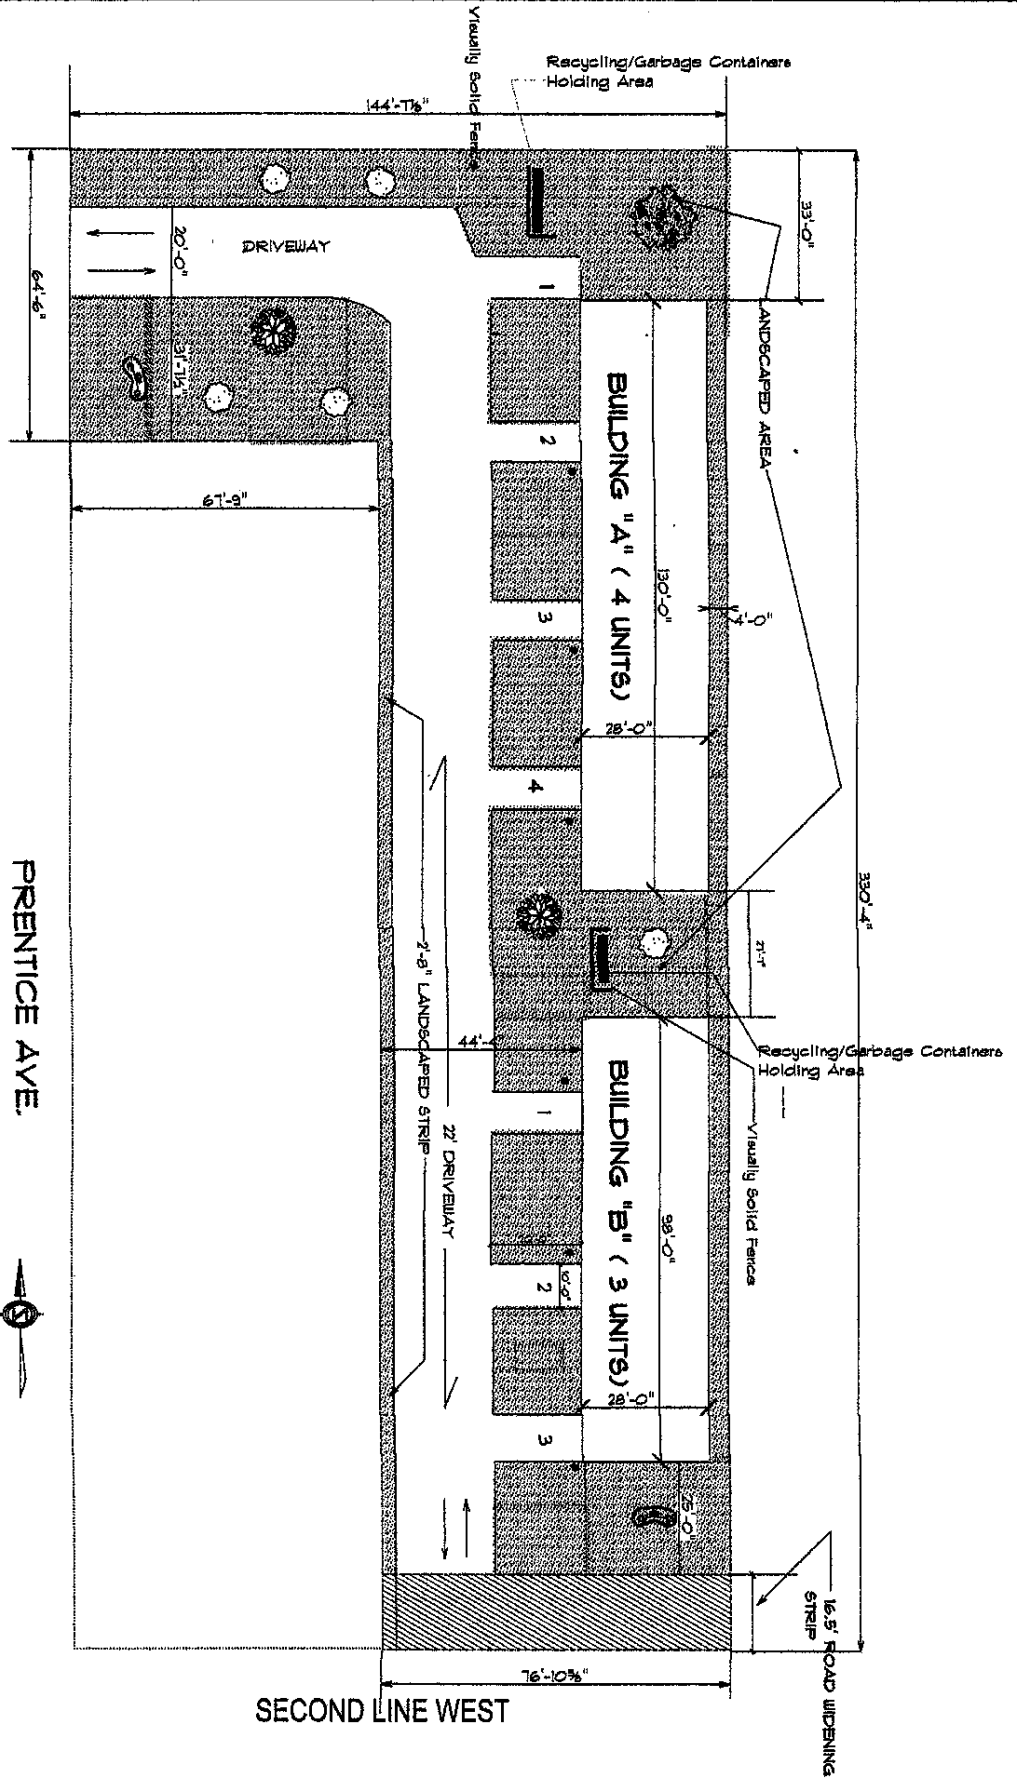 Visually Solid Fence
Recycling/Garbage Containers
Holding Area
144'-7⅛"
33'-0"
20'-0"
DRIVEWAY
64'-6"
31'-7½"
LANDSCAPED AREA
1
2
3
4
BUILDING "A" ( 4 UNITS)
130'-0"
4'-0"
67'-9"
28'-0"
330'-4"
2'-8" LANDSCAPED STRIP
44'-4
22' DRIVEWAY
Recycling/Garbage Containers
Holding Area
Visually Solid Fence
PRENTICE AVE.
1
2
3
BUILDING "B" ( 3 UNITS)
98'-0"
10'-0"
28'-0"
25'-0"
16.5' ROAD WIDENING
STRIP
76'-10⅝"
SECOND LINE WEST